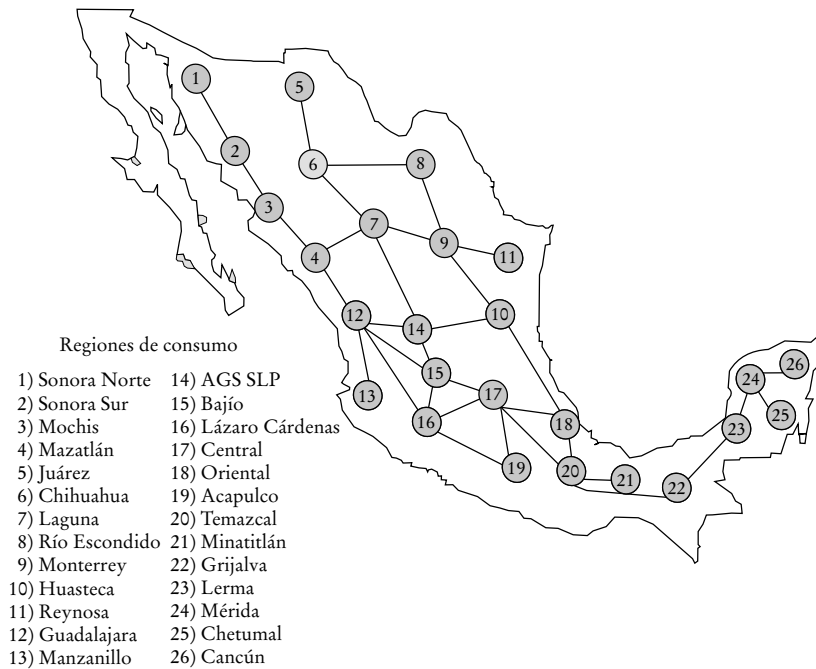 1
5
2
6
8
3
7
9
4
11
10
12
14
15
13
17
16
18
19
20
21
22
23
24
25
26
Regiones de consumo
1) Sonora Norte 14) AGS SLP
2) Sonora Sur 15) Bajío
3) Mochis 16) Lázaro Cárdenas
4) Mazatlán 17) Central
5) Juárez 18) Oriental
6) Chihuahua 19) Acapulco
7) Laguna 20) Temazcal
8) Río Escondido 21) Minatitlán
9) Monterrey 22) Grijalva
10) Huasteca 23) Lerma
11) Reynosa 24) Mérida
12) Guadalajara 25) Chetumal
13) Manzanillo 26) Cancún